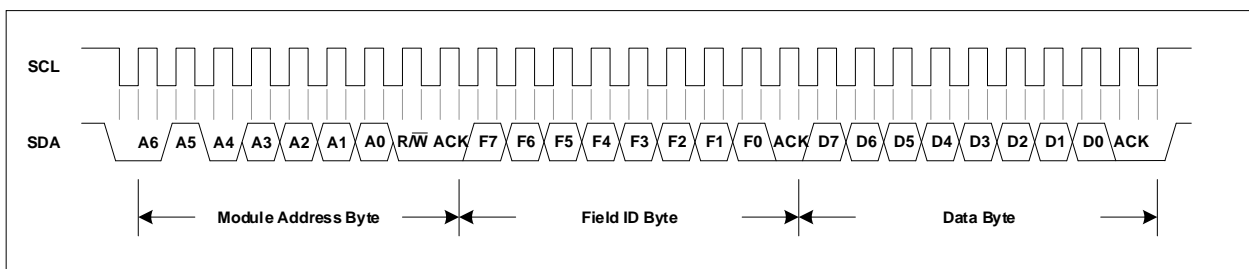 SCL
SDA A6 A5 A4 A3 A2 A1 A0 R/W̅ ACK F7 F6 F5 F4 F3 F2 F1 F0 ACK D7 D6 D5 D4 D3 D2 D1 D0 ACK
Module Address Byte Field ID Byte Data Byte